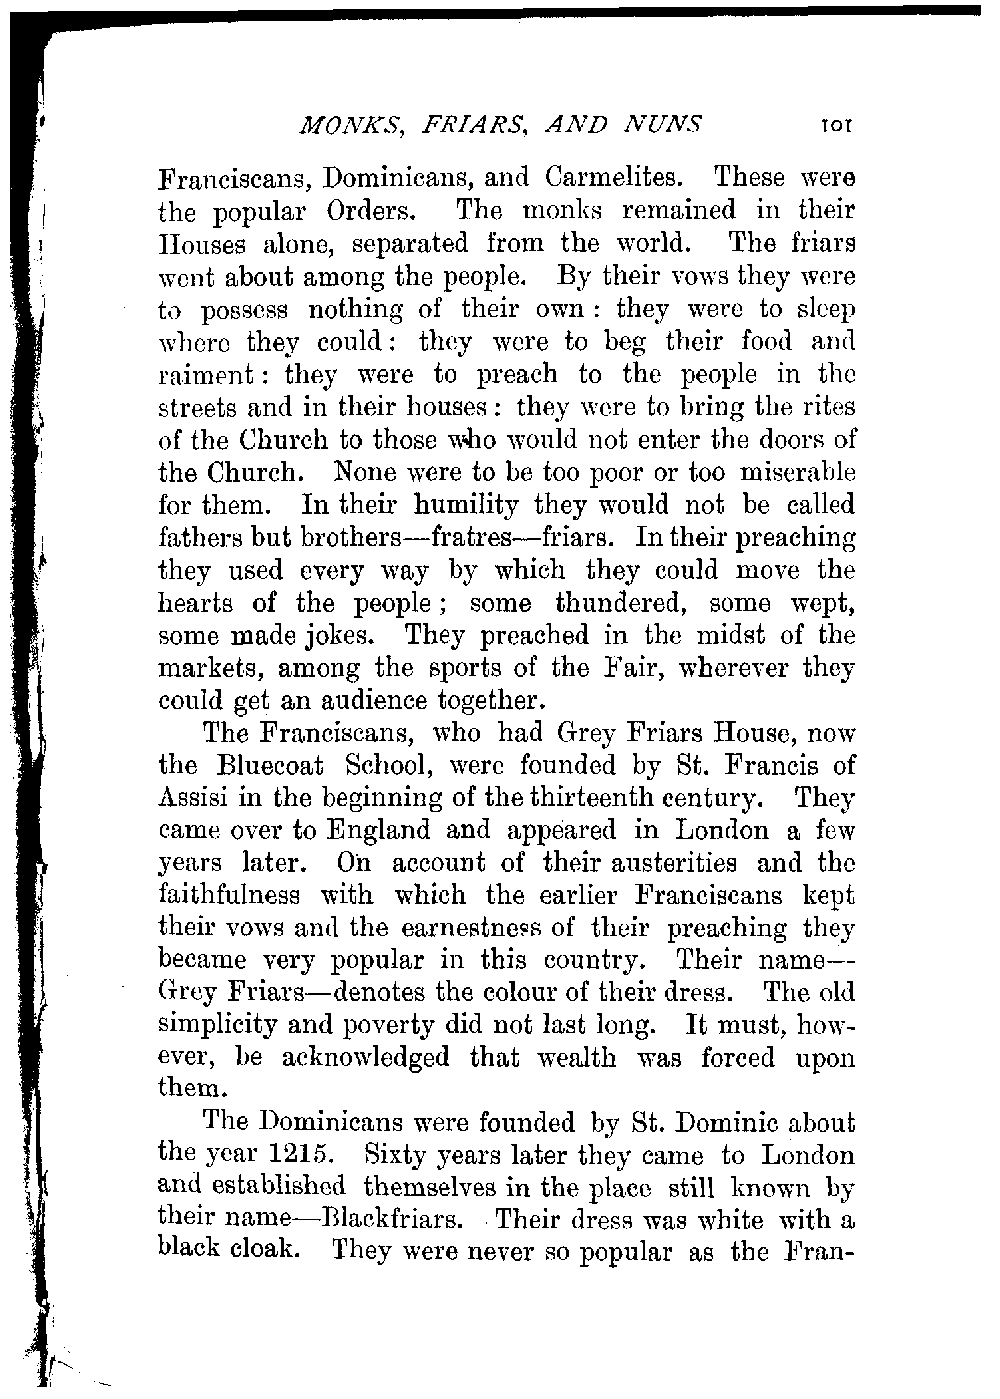 MONKS, FRIARS, AND NUNS 101
Franciscans, Dominicans, and Carmelites. These were
the popular Orders. The monks remained in their
Houses alone, separated from the world. The friars
went about among the people. By their vows they were
to possess nothing of their own : they were to sleep
where they could : they were to beg their food and
raiment : they were to preach to the people in the
streets and in their houses : they were to bring the rites
of the Church to those who would not enter the doors of
the Church. None were to be too poor or too miserable
for them. In their humility they would not be called
fathers but brothers—fratres—friars. In their preaching
they used every way by which they could move the
hearts of the people ; some thundered, some wept,
some made jokes. They preached in the midst of the
markets, among the sports of the Fair, wherever they
could get an audience together.
The Franciscans, who had Grey Friars House, now
the Bluecoat School, were founded by St. Francis of
Assisi in the beginning of the thirteenth century. They
came over to England and appeared in London a few
years later. On account of their austerities and the
faithfulness with which the earlier Franciscans kept
their vows and the earnestness of their preaching they
became very popular in this country. Their name—
Grey Friars—denotes the colour of their dress. The old
simplicity and poverty did not last long. It must, how-
ever, be acknowledged that wealth was forced upon
them.
The Dominicans were founded by St. Dominic about
the year 1215. Sixty years later they came to London
and established themselves in the place still known by
their name—Blackfriars. Their dress was white with a
black cloak. They were never so popular as the Fran-